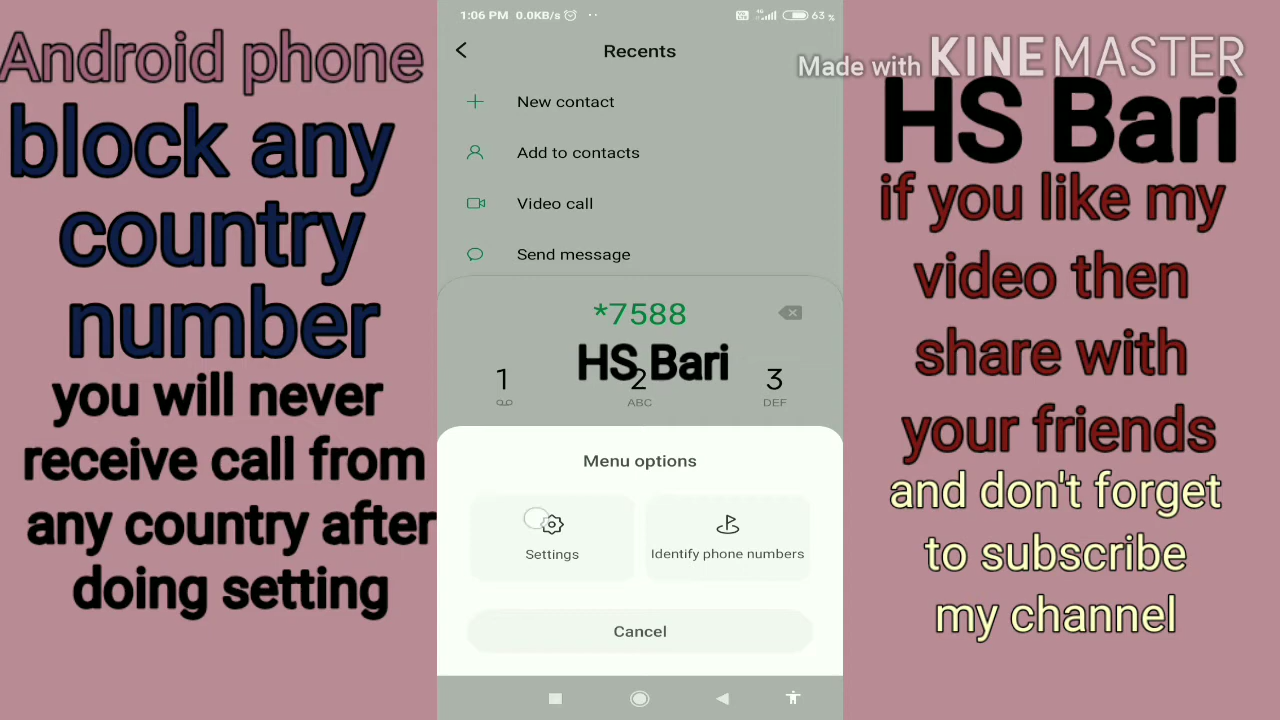 Android phone
block any
country
number
you will never
receive call from
any country after
doing setting
1:06 PM 0.0KB/s
4G 63 %
Recents
New contact
Add to contacts
Video call
Send message
*7588
HS Bari
1 2 3
ABC DEF
Menu options
Settings
Identify phone numbers
Cancel
Made with KINEMASTER
HS Bari
if you like my
video then
share with
your friends
and don't forget
to subscribe
my channel